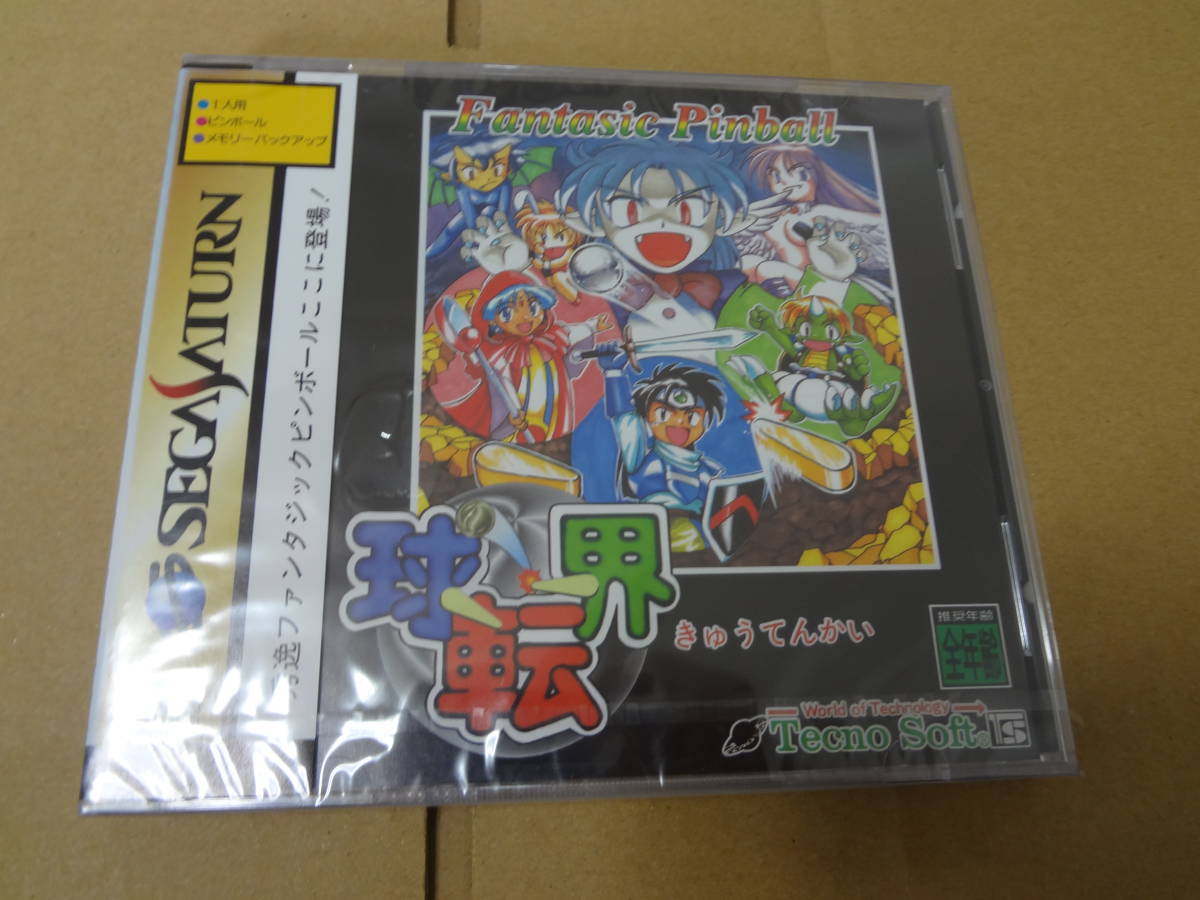 ●1人用
●ピンボール
●メモリーバックアップ
SEGA SATURN
逸ファンタジックピンボールここに登場!
Fantasic Pinball
球転界
きゅうてんかい
推奨年齢
全年齢
World of Technology
Tecno Soft® TS